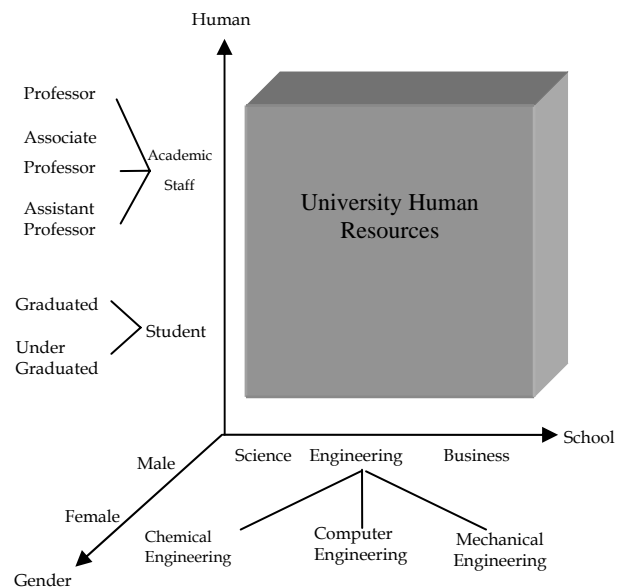 Human
Professor
Associate
Professor
Academic
Staff
Assistant
Professor
University Human
Resources
Graduated
Student
Under
Graduated
School
Male
Science Engineering Business
Female
Chemical
Engineering
Computer
Engineering
Mechanical
Engineering
Gender